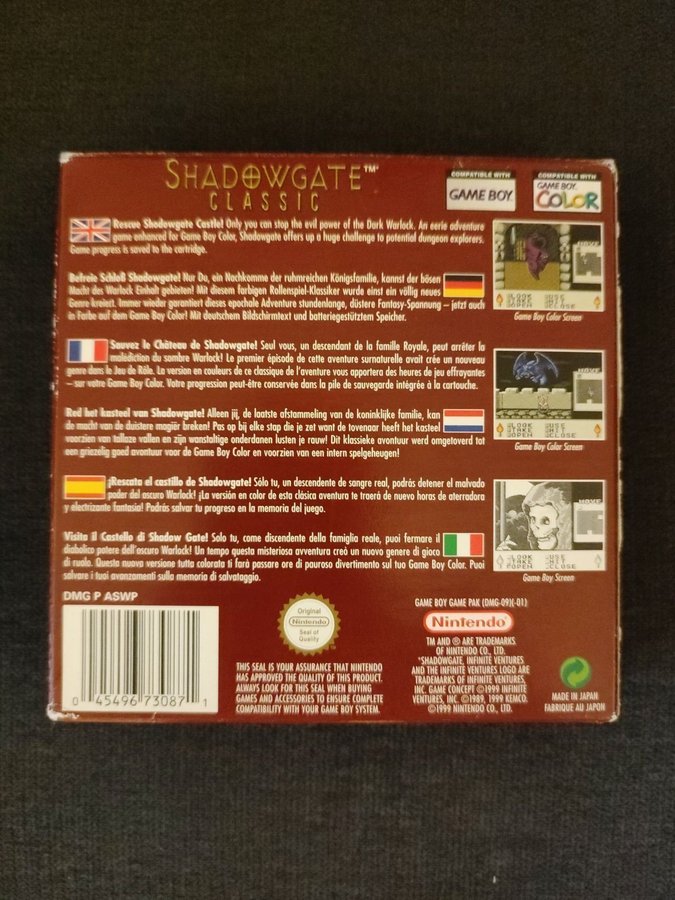 SHADOWGATE™
CLASSIC
COMPATIBLE WITH
GAME BOY
COMPATIBLE WITH
GAME BOY
COLOR
Rescue Shadowgate Castle! Only you can stop the evil power of the Dark Warlock. An eerie adventure
game enhanced for Game Boy Color, Shadowgate offers up a huge challenge to potential dungeon explorers.
Game progress is saved to the cartridge.
MOVE
LOOK USE
TAKE HIT
OPEN CLOSE
Game Boy Color Screen
Befreie Schloß Shadowgate! Nur Du, ein Nachkomme der ruhmreichen Königsfamilie, kannst der bösen
Macht des Warlock Einhalt gebieten! Mit diesem farbigen Rollenspiel-Klassiker wurde einst ein völlig neues
Genre kreiert. Immer wieder garantiert dieses epochale Adventure stundenlange, düstere Fantasy-Spannung – jetzt auch
in Farbe auf dem Game Boy Color! Mit deutschem Bildschirmtext und batteriegestütztem Speicher.
Sauvez le Château de Shadowgate! Seul vous, un descendant de la famille Royale, peut arrêter la
malediction du sombre Warlock! Le premier épisode de cette aventure surnaturelle avait crée un nouveau
genre dans le Jeu de Rôle. La version en couleurs de ce classique de l'aventure vous apportera des heures de jeu effrayantes
– sur votre Game Boy Color. Votre progression peut-être conservée dans la pile de sauvegarde intégrée à la cartouche.
LOOK USE
TAKE HIT
OPEN CLOSE
Game Boy Color Screen
Red het kasteel van Shadowgate! Alleen jij, de laatste afstammeling van de koninklijke familie, kan
de macht van de duistere magiër breken! Pas op bij elke stap die je zet want de tovenaar heeft het kasteel
voorzien van talloze vallen en zijn wanstaltige onderdanen lusten je rauw! Dit klassieke avontuur werd omgetoverd tot
een griezelig goed avontuur voor de Game Boy Color en voorzien van een intern spelgeheugen!
¡Rescata el castillo de Shadowgate! Sólo tu, un descendente de sangre real, podrás detener el malvado
poder del oscuro Warlock! ¡La versión en color de esta clásica aventura te traerá de nuevo horas de aterradora
y electrizante fantasia! Podrás salvar tu progreso en la memoria del juego.
MOVE
LOOK USE
TAKE HIT
OPEN CLOSE
Game Boy Screen
Visita il Castello di Shadow Gate! Solo tu, come discendente della famiglia reale, puoi fermare il
diabolico potere dell'oscuro Warlock! Un tempo questa misteriosa avventura creò un nuovo genere di gioco
di ruolo. Questa nuova versione tutta colorata ti farà passare ore di pauroso divertimento sul tuo Game Boy Color. Puoi
salvare i tuoi avanzamenti sulla memoria di salvataggio.
DMG P ASWP
0 45496 73087 1
Original
Nintendo
Seal of
Quality
THIS SEAL IS YOUR ASSURANCE THAT NINTENDO
HAS APPROVED THE QUALITY OF THIS PRODUCT.
ALWAYS LOOK FOR THIS SEAL WHEN BUYING
GAMES AND ACCESSORIES TO ENSURE COMPLETE
COMPATIBILITY WITH YOUR GAME BOY SYSTEM.
GAME BOY GAME PAK (DMG-09)(-01)
Nintendo®
TM AND ® ARE TRADEMARKS
OF NINTENDO CO., LTD.
"SHADOWGATE, INFINITE VENTURES
AND THE INFINITE VENTURES LOGO ARE
TRADEMARKS OF INFINITE VENTURES,
INC. GAME CONCEPT ©1999 INFINITE
VENTURES, INC. ©1989, 1999 KEMCO.
©1999 NINTENDO CO., LTD.
MADE IN JAPAN
FABRIQUE AU JAPON